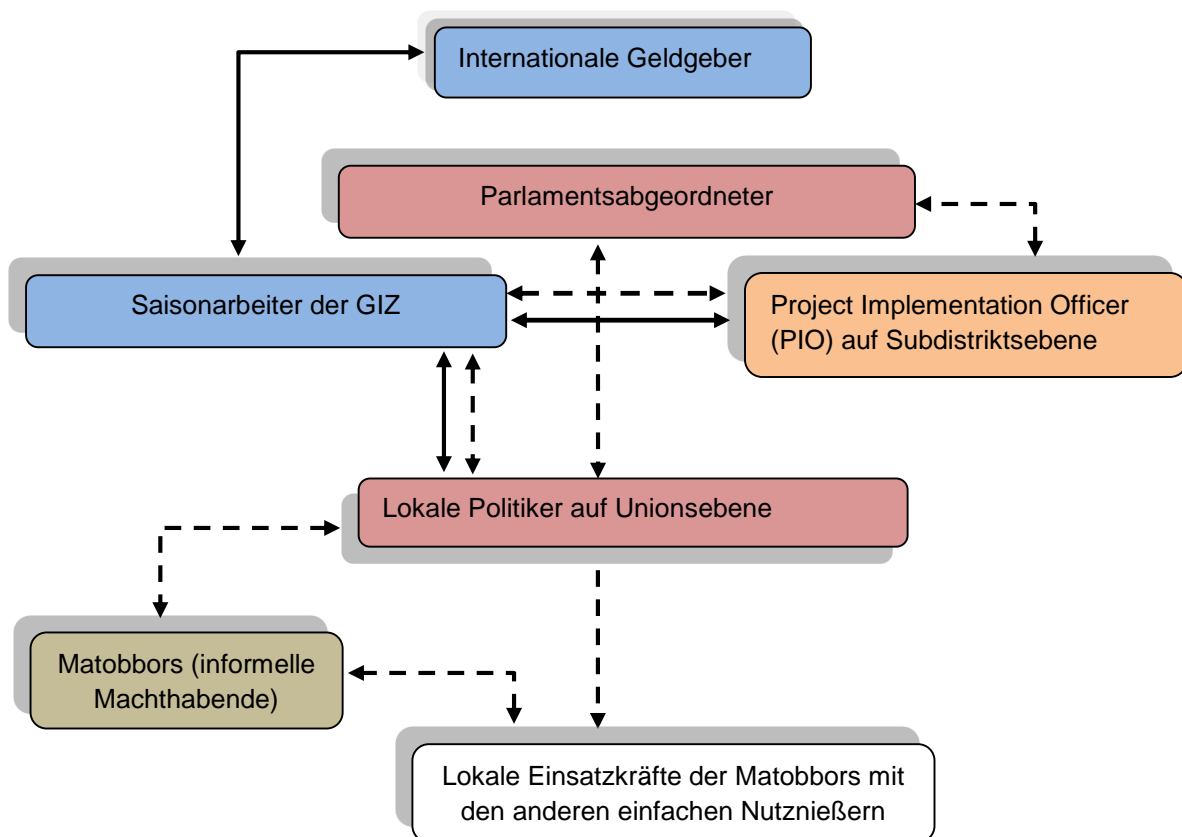 Internationale Geldgeber
Parlamentsabgeordneter
Saisonarbeiter der GIZ
Project Implementation Officer
(PIO) auf Subdistriktsebene
Lokale Politiker auf Unionsebene
Matobbors (informelle
Machthabende)
Lokale Einsatzkräfte der Matobbors mit
den anderen einfachen Nutznießern